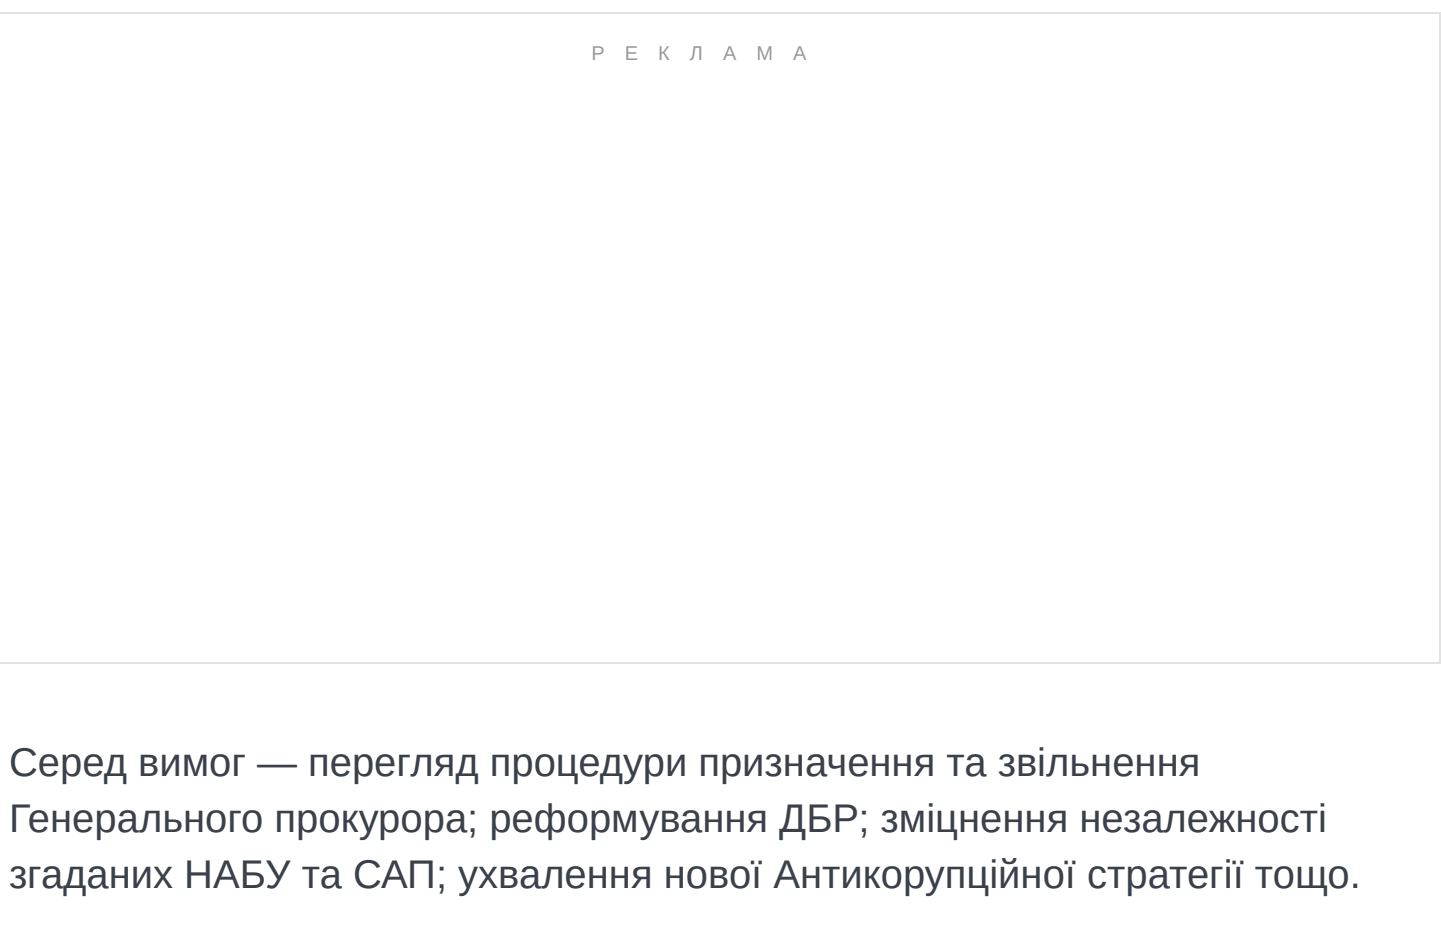 РЕКЛАМА
Серед вимог — перегляд процедури призначення та звільнення
Генерального прокурора; реформування ДБР; зміцнення незалежності
згаданих НАБУ та САП; ухвалення нової Антикорупційної стратегії тощо.